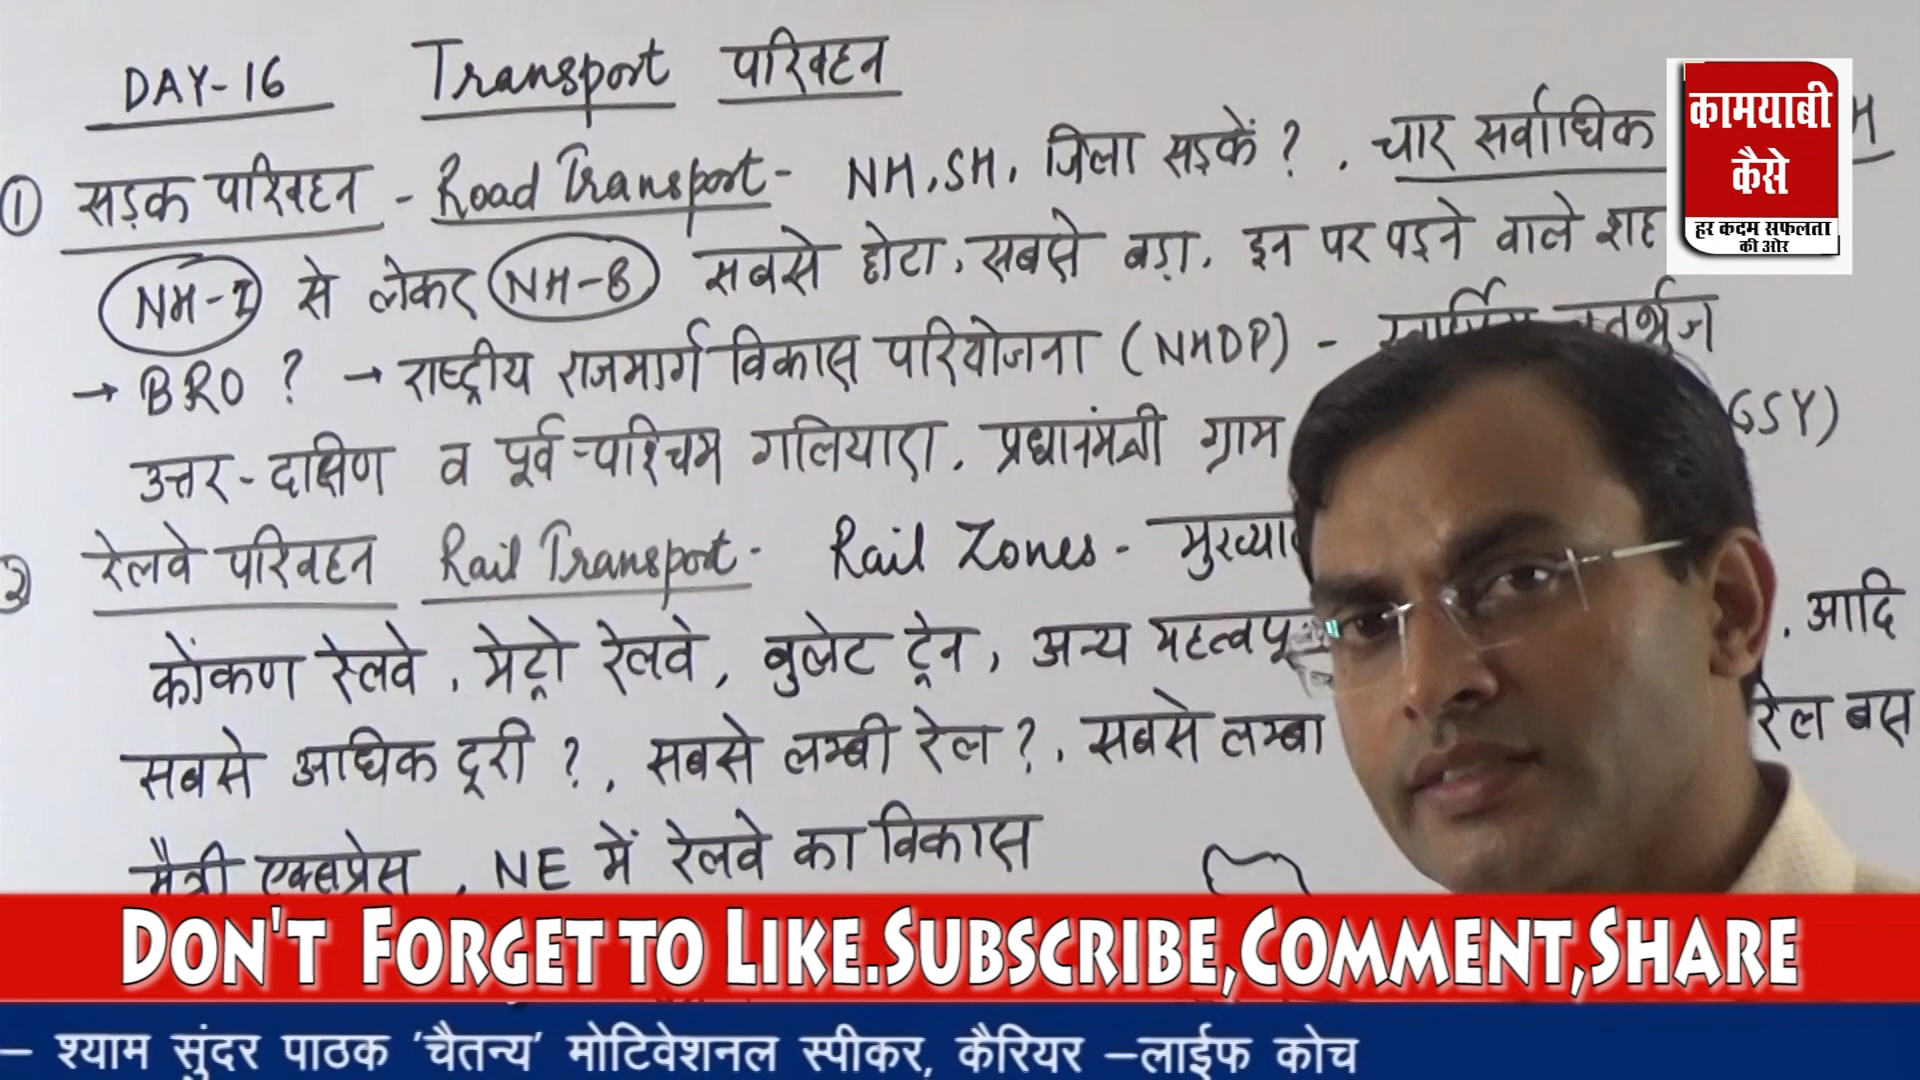 DAY-16 Transport परिवहन
① सड़क परिवहन - Road Transport - NH, SH, जिला सड़कें ? . चार सर्वाधिक
NH-1 से लेकर NH-8 सबसे छोटा, सबसे बड़ा, इन पर पड़ने वाले
→ BRO ? → राष्ट्रीय राजमार्ग विकास परियोजना (NHDP) -
उत्तर-दक्षिण व पूर्व-पश्चिम गलियारा, प्रधानमंत्री ग्राम GSY)
२ रेलवे परिवहन Rail Transport - Rail Zones -
कोंकण रेलवे, मेट्रो रेलवे, बुलेट ट्रेन, अन्य . आदि
सबसे अधिक दूरी ?, सबसे लम्बी रेल ?, सबसे लम्बा रेल बस
मैत्री एक्सप्रेस, NE में रेलवे का विकास
कामयाबी
कैसे
हर कदम सफलता
की ओर
DON'T FORGET TO LIKE.SUBSCRIBE,COMMENT,SHARE
– श्याम सुंदर पाठक 'चैतन्य' मोटिवेशनल स्पीकर, कैरियर –लाईफ कोच